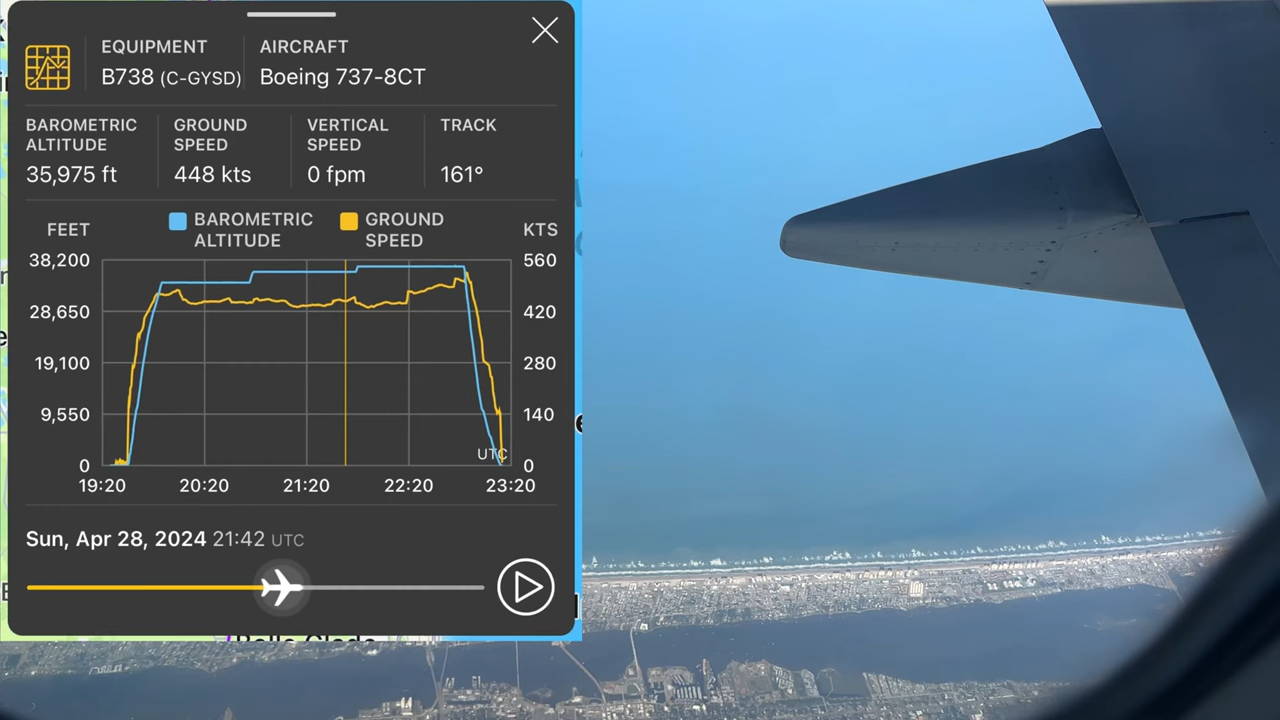 EQUIPMENT
B738 (C-GYSD)
AIRCRAFT
Boeing 737-8CT
BAROMETRIC
ALTITUDE
35,975 ft
GROUND
SPEED
448 kts
VERTICAL
SPEED
0 fpm
TRACK
161°
FEET
BAROMETRIC
ALTITUDE
GROUND
SPEED
KTS
38,200
28,650
19,100
9,550
0
560
420
280
140
0
UTC
19:20
20:20
21:20
22:20
23:20
Sun, Apr 28, 2024 21:42 UTC